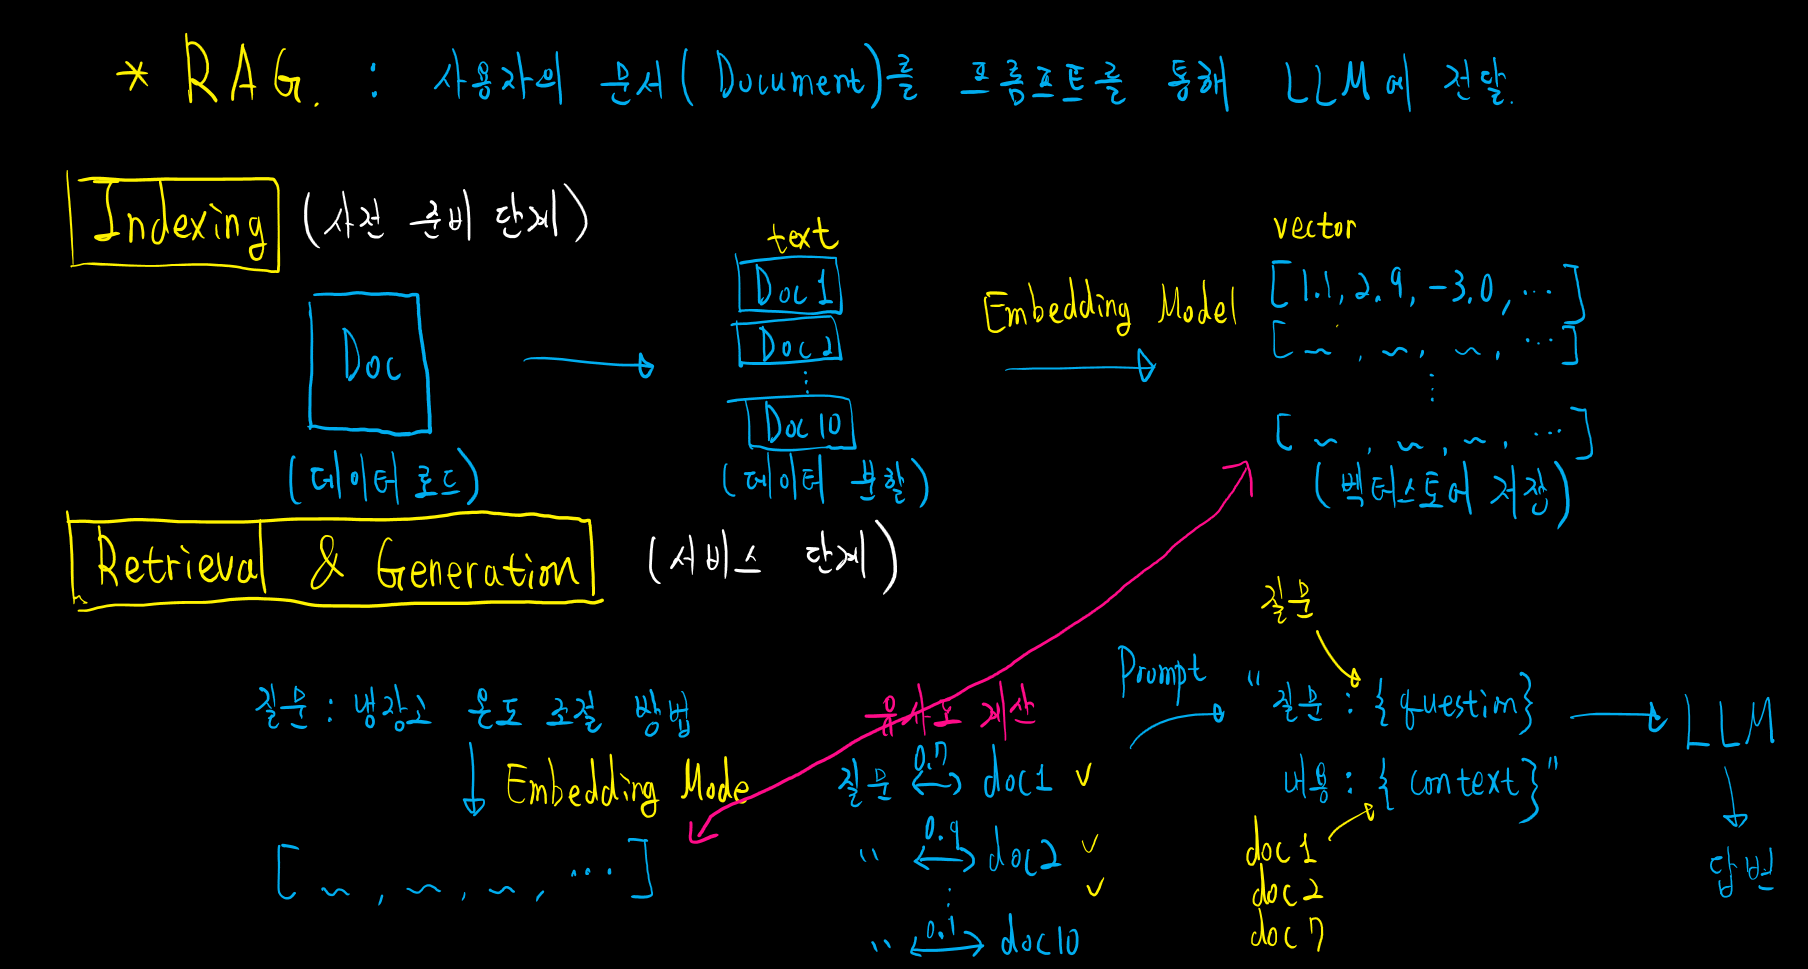 * RAG. : 사용자의 문서(Document)를 프롬프트를 통해 LLM에 전달.
Indexing (사전 준비 단계)
Doc
(데이터 로드)
text
Doc 1
Doc 2
⋮
Doc 10
(데이터 분할)
Embedding Model
vector
[1.1, 2.9, -3.0, ...]
[ ~ , ~, ~, ...]
⋮
[ ~ , ~, ~, ...]
(벡터스토어 저장)
Retrieval & Generation (서비스 단계)
질문 : 냉장고 온도 조절 방법
Embedding Mode
[ ~ , ~, ~, ...]
유사도 계산
질문 0.7 doc1 ✓
" 0.9 doc2 ✓
⋮ ✓
" 0.1 doc10
Prompt
질문
" 질문 : {question}
내용 : {context}"
doc 1
doc 2
doc 7
LLM
답변